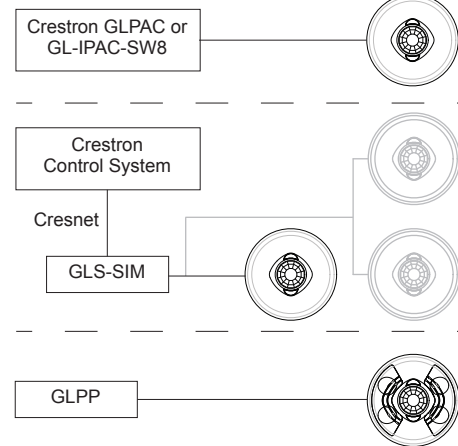 Crestron GLPAC or
GL-IPAC-SW8
Crestron
Control System
Cresnet
GLS-SIM
GLPP